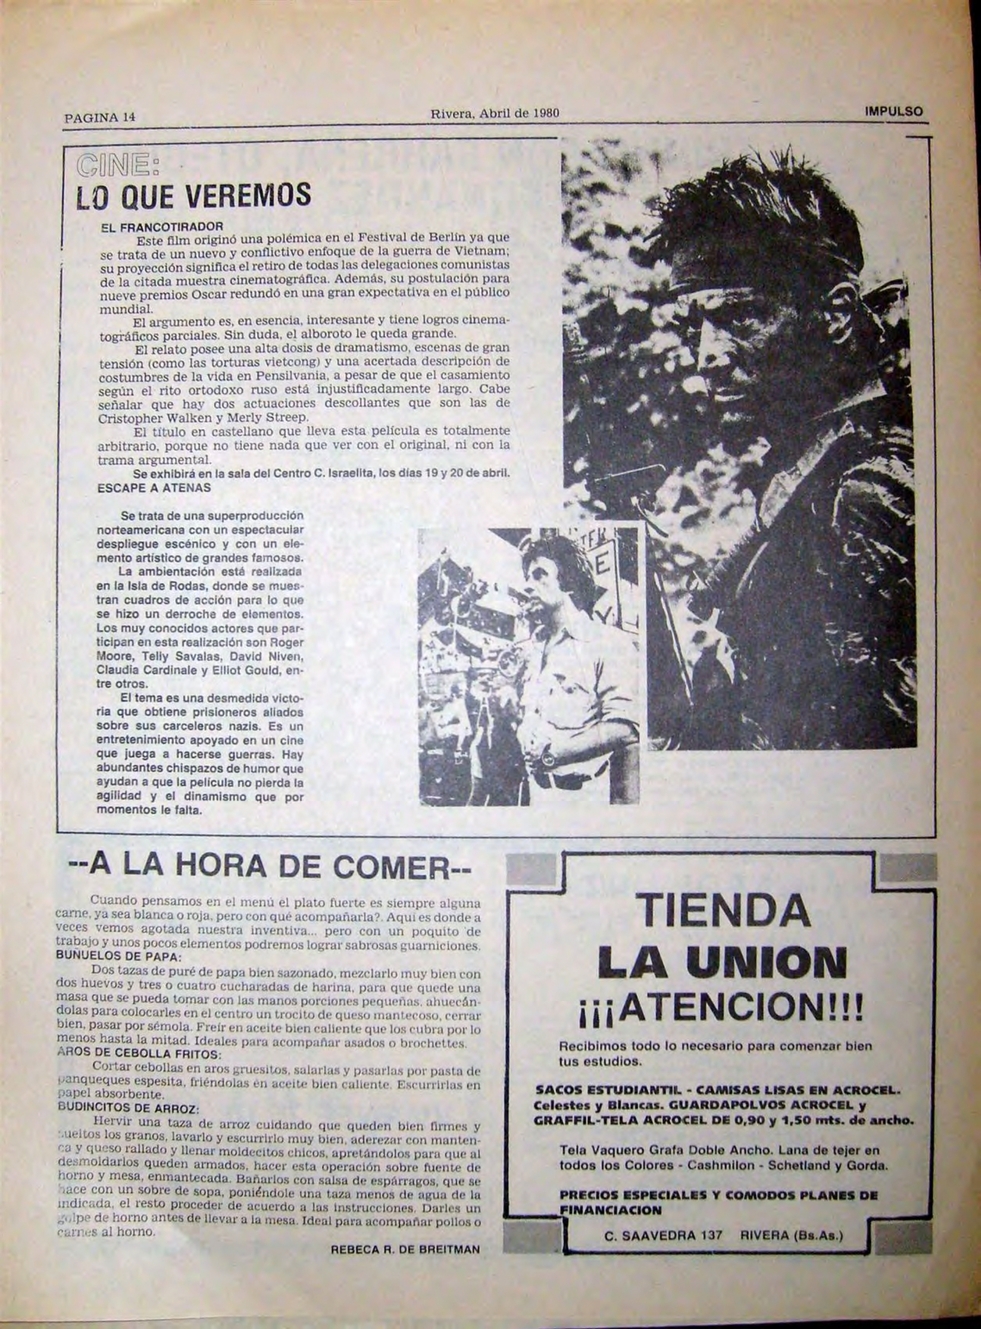 PAGINA 14
Rivera, Abril de 1980
IMPULSO
CINE:
LO QUE VEREMOS
EL FRANCOTIRADOR
Este film originó una polémica en el Festival de Berlín ya que
se trata de un nuevo y conflictivo enfoque de la guerra de Vietnam;
su proyección significa el retiro de todas las delegaciones comunistas
de la citada muestra cinematográfica. Además, su postulación para
nueve premios Oscar redundó en una gran expectativa en el público
mundial.
El argumento es, en esencia, interesante y tiene logros cinema-
tográficos parciales. Sin duda, el alboroto le queda grande.
El relato posee una alta dosis de dramatismo, escenas de gran
tensión (como las torturas vietcong) y una acertada descripción de
costumbres de la vida en Pensilvania, a pesar de que el casamiento
según el rito ortodoxo ruso está injustificadamente largo. Cabe
señalar que hay dos actuaciones descollantes que son las de
Cristopher Walken y Merly Streep.
El título en castellano que lleva esta película es totalmente
arbitrario, porque no tiene nada que ver con el original, ni con la
trama argumental.
Se exhibirá en la sala del Centro C. Israelita, los días 19 y 20 de abril.
ESCAPE A ATENAS
Se trata de una superproducción
norteamericana con un espectacular
despliegue escénico y con un ele-
mento artístico de grandes famosos.
La ambientación está realizada
en la Isla de Rodas, donde se mues-
tran cuadros de acción para lo que
se hizo un derroche de elementos.
Los muy conocidos actores que par-
ticipan en esta realización son Roger
Moore, Telly Savalas, David Niven,
Claudia Cardinale y Elliot Gould, en-
tre otros.
El tema es una desmedida victo-
ria que obtiene prisioneros aliados
sobre sus carceleros nazis. Es un
entretenimiento apoyado en un cine
que juega a hacerse guerras. Hay
abundantes chispazos de humor que
ayudan a que la película no pierda la
agilidad y el dinamismo que por
momentos le falta.
--A LA HORA DE COMER--
Cuando pensamos en el menú el plato fuerte es siempre alguna
carne, ya sea blanca o roja, pero con qué acompañarla?. Aquí es donde a
veces vemos agotada nuestra inventiva... pero con un poquito de
trabajo y unos pocos elementos podremos lograr sabrosas guarniciones.
BUÑUELOS DE PAPA:
Dos tazas de puré de papa bien sazonado, mezclarlo muy bien con
dos huevos y tres o cuatro cucharadas de harina, para que quede una
masa que se pueda tomar con las manos porciones pequeñas, ahuecán-
dolas para colocarles en el centro un trocito de queso mantecoso, cerrar
bien, pasar por sémola. Freír en aceite bien caliente que los cubra por lo
menos hasta la mitad. Ideales para acompañar asados o brochettes.
AROS DE CEBOLLA FRITOS:
Cortar cebollas en aros gruesitos, salarlas y pasarlas por pasta de
panqueques espesita, friéndolas en aceite bien caliente. Escurrirlas en
papel absorbente.
BUDINCITOS DE ARROZ:
Hervir una taza de arroz cuidando que queden bien firmes y
sueltos los granos, lavarlo y escurrirlo muy bien, aderezar con mante-
ca y queso rallado y llenar moldecitos chicos, apretándolos para que al
desmoldarlos queden armados, hacer esta operación sobre fuente de
horno y mesa, enmantecada. Bañarlos con salsa de espárragos, que se
hace con un sobre de sopa, poniéndole una taza menos de agua de la
indicada, el resto proceder de acuerdo a las instrucciones. Darles un
golpe de horno antes de llevar a la mesa. Ideal para acompañar pollos o
carnes al horno.
REBECA R. DE BREITMAN
TIENDA
LA UNION
¡¡¡ATENCION!!!
Recibimos todo lo necesario para comenzar bien
tus estudios.
SACOS ESTUDIANTIL - CAMISAS LISAS EN ACROCEL.
Celestes y Blancas. GUARDAPOLVOS ACROCEL y
GRAFFIL-TELA ACROCEL DE 0,90 y 1,50 mts. de ancho.
Tela Vaquero Grafa Doble Ancho. Lana de tejer en
todos los Colores - Cashmilon - Schetland y Gorda.
PRECIOS ESPECIALES Y COMODOS PLANES DE
FINANCIACION
C. SAAVEDRA 137 RIVERA (Bs.As.)